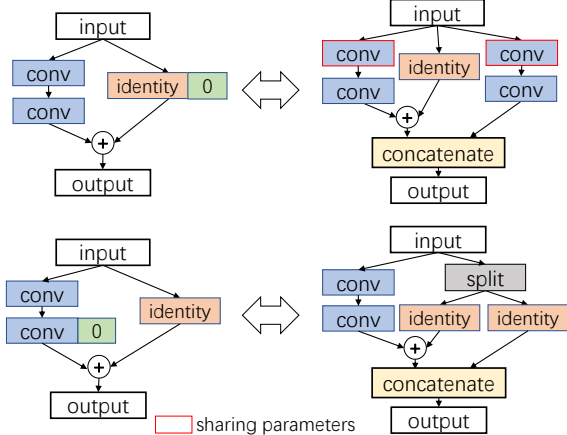 input
conv
identity 0
conv
+
output
input
conv
identity
conv
conv
conv
+
concatenate
output
input
conv
identity
conv 0
+
output
input
split
conv
conv
identity
identity
+
concatenate
output
sharing parameters